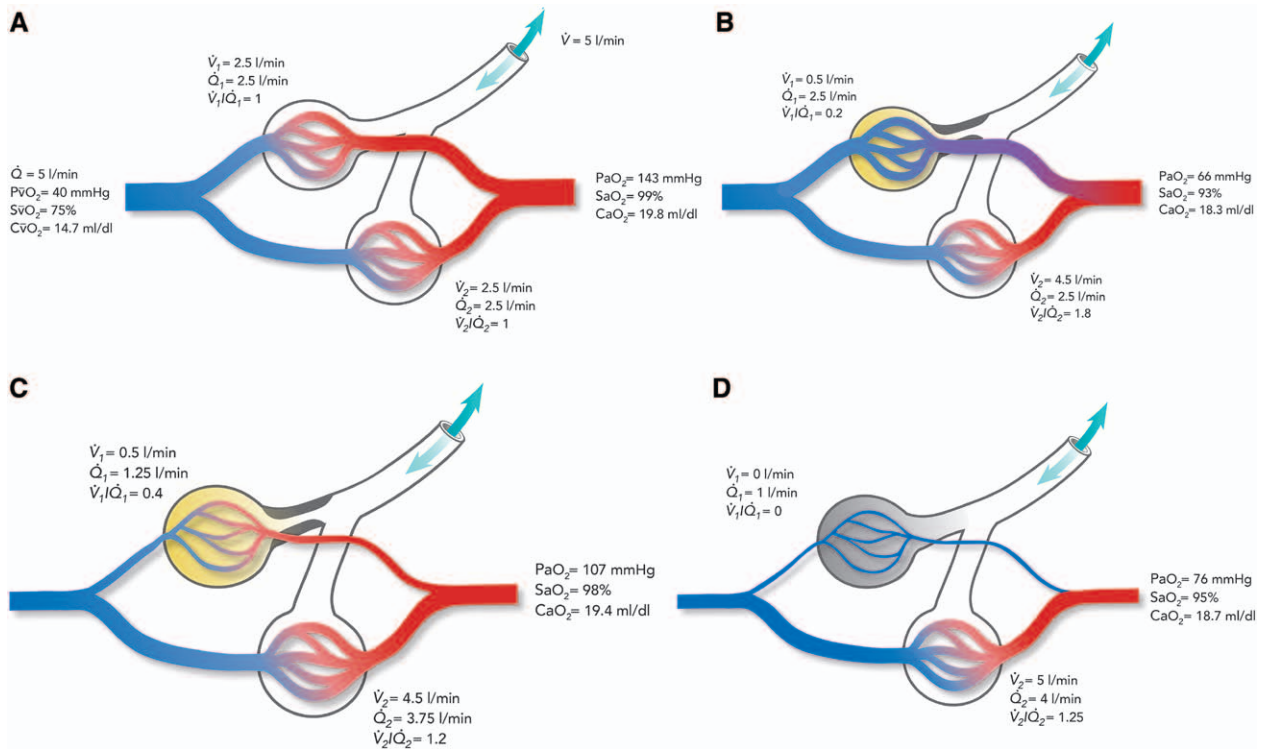 A
V̇ = 5 l/min
V̇₁ = 2.5 l/min
Q̇₁ = 2.5 l/min
V̇₁/Q̇₁ = 1
Q̇ = 5 l/min
Pv̄O₂= 40 mmHg
Sv̄O₂= 75%
Cv̄O₂= 14.7 ml/dl
PaO₂= 143 mmHg
SaO₂= 99%
CaO₂= 19.8 ml/dl
V̇₂ = 2.5 l/min
Q̇₂ = 2.5 l/min
V̇₂/Q̇₂ = 1
B
V̇₁ = 0.5 l/min
Q̇₁ = 2.5 l/min
V̇₁/Q̇₁ = 0.2
PaO₂= 66 mmHg
SaO₂= 93%
CaO₂= 18.3 ml/dl
V̇₂ = 4.5 l/min
Q̇₂ = 2.5 l/min
V̇₂/Q̇₂ = 1.8
C
V̇₁ = 0.5 l/min
Q̇₁ = 1.25 l/min
V̇₁/Q̇₁ = 0.4
PaO₂= 107 mmHg
SaO₂= 98%
CaO₂= 19.4 ml/dl
V̇₂ = 4.5 l/min
Q̇₂ = 3.75 l/min
V̇₂/Q̇₂ = 1.2
D
V̇₁ = 0 l/min
Q̇₁ = 1 l/min
V̇₁/Q̇₁ = 0
PaO₂= 76 mmHg
SaO₂= 95%
CaO₂= 18.7 ml/dl
V̇₂ = 5 l/min
Q̇₂ = 4 l/min
V̇₂/Q̇₂ = 1.25